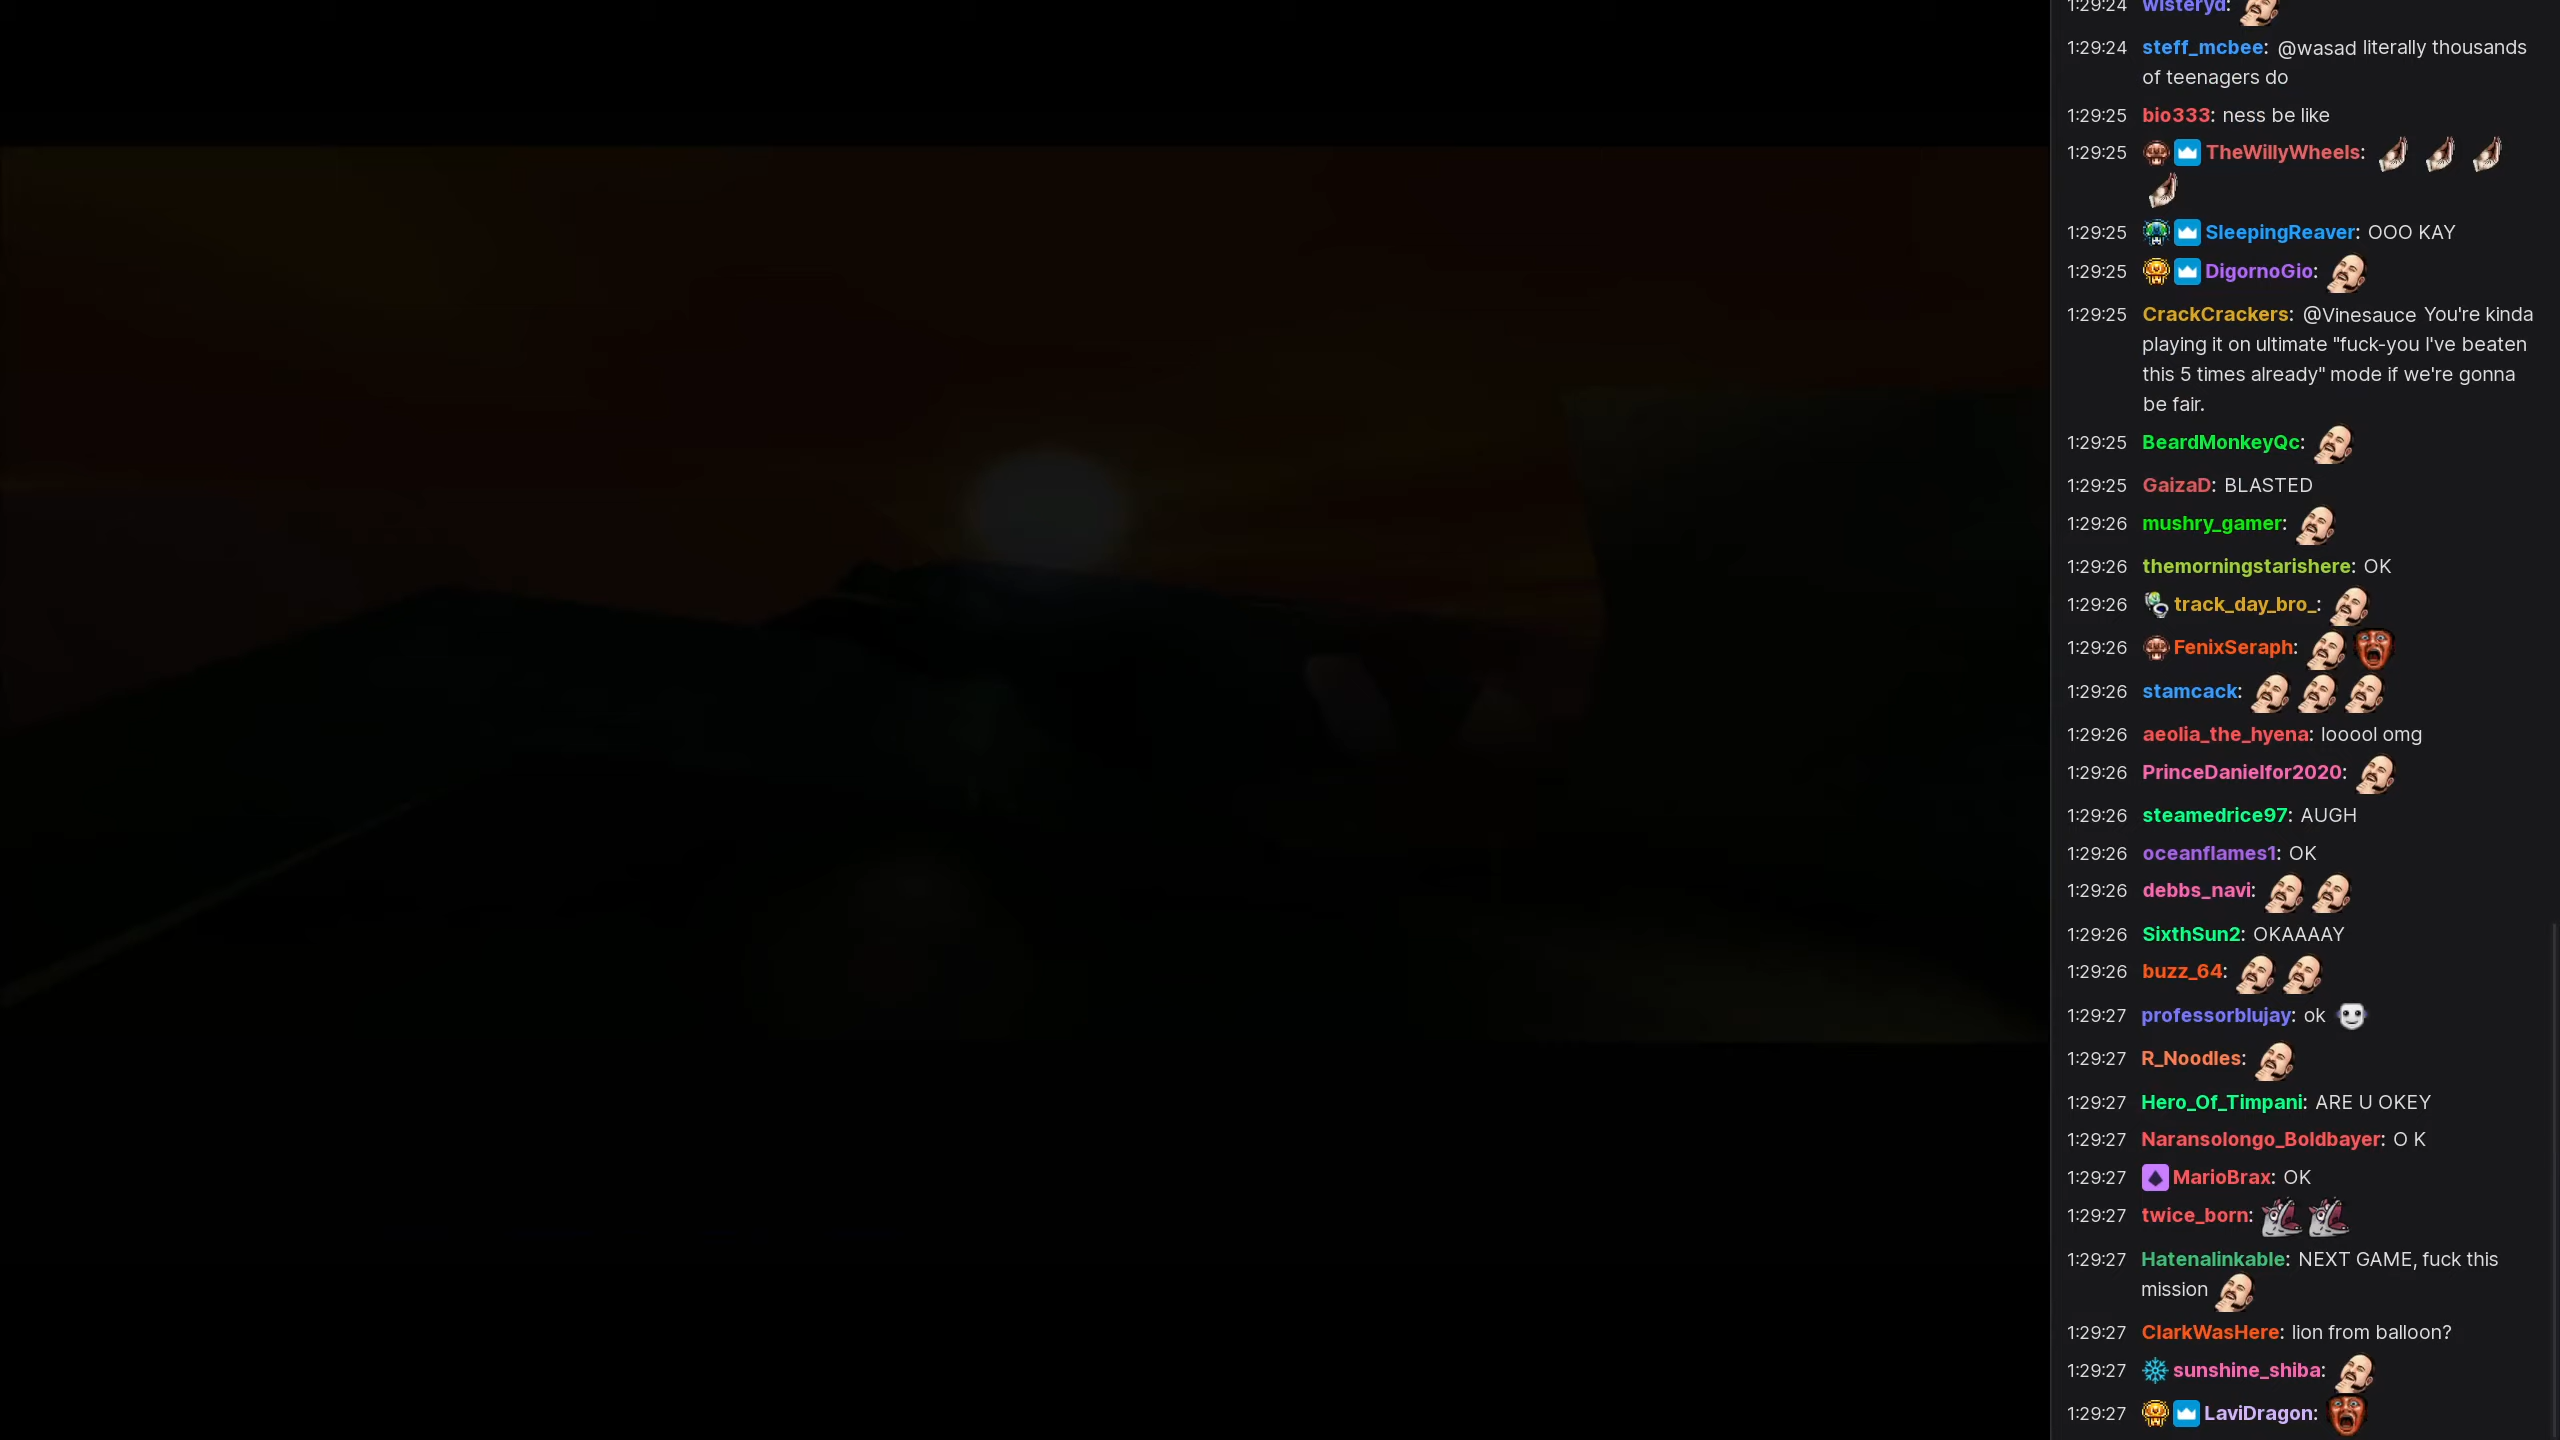 1:29:24 wisteryd:
1:29:24 steff_mcbee: @wasad literally thousands
of teenagers do
1:29:25 bio333: ness be like
1:29:25 TheWillyWheels:
1:29:25 SleepingReaver: OOO KAY
1:29:25 DigornoGio:
1:29:25 CrackCrackers: @Vinesauce You're kinda
playing it on ultimate "fuck-you I've beaten
this 5 times already" mode if we're gonna
be fair.
1:29:25 BeardMonkeyQc:
1:29:25 GaizaD: BLASTED
1:29:26 mushry_gamer:
1:29:26 themorningstarishere: OK
1:29:26 track_day_bro_:
1:29:26 FenixSeraph:
1:29:26 stamcack:
1:29:26 aeolia_the_hyena: looool omg
1:29:26 PrinceDanielfor2020:
1:29:26 steamedrice97: AUGH
1:29:26 oceanflames1: OK
1:29:26 debbs_navi:
1:29:26 SixthSun2: OKAAAAY
1:29:26 buzz_64:
1:29:27 professorblujay: ok
1:29:27 R_Noodles:
1:29:27 Hero_Of_Timpani: ARE U OKEY
1:29:27 Naransolongo_Boldbayer: O K
1:29:27 MarioBrax: OK
1:29:27 twice_born:
1:29:27 Hatenalinkable: NEXT GAME, fuck this
mission
1:29:27 ClarkWasHere: lion from balloon?
1:29:27 sunshine_shiba:
1:29:27 LaviDragon: